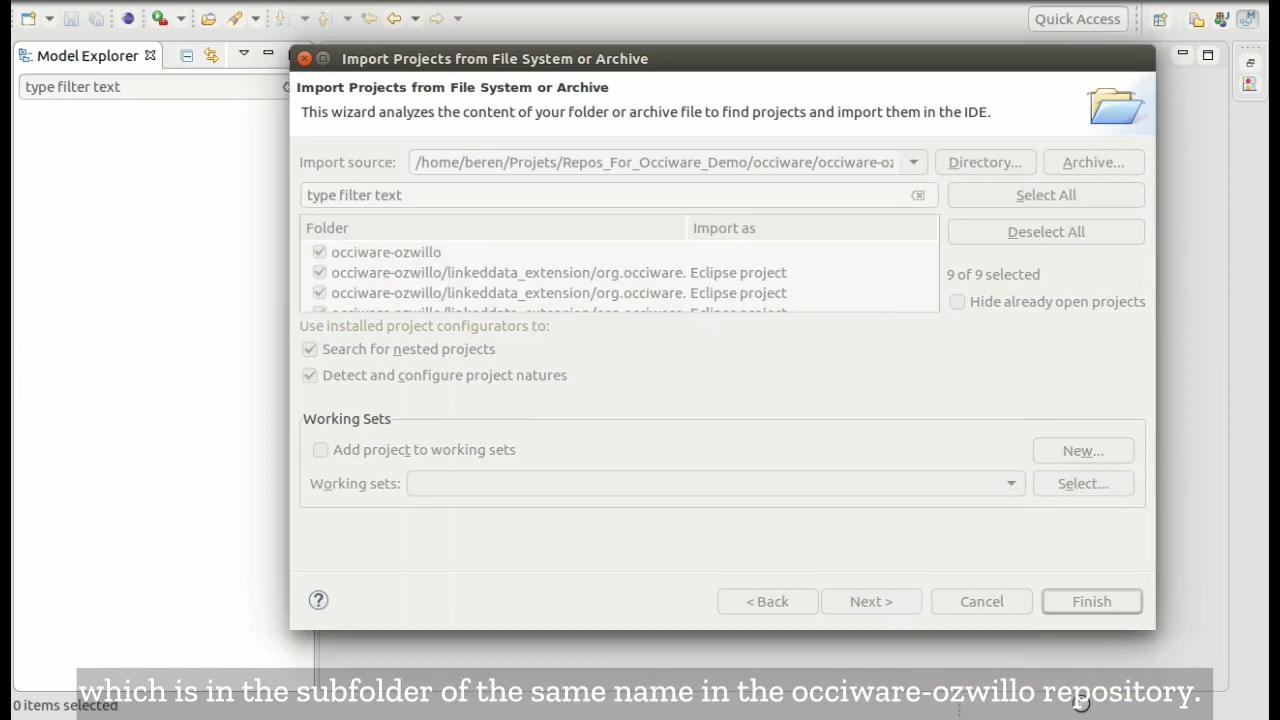 Quick Access
Model Explorer
type filter text
Import Projects from File System or Archive
Import Projects from File System or Archive
This wizard analyzes the content of your folder or archive file to find projects and import them in the IDE.
Import source: /home/beren/Projets/Repos_For_Occiware_Demo/occiware/occiware-oz Directory... Archive...
type filter text Select All
Folder Import as Deselect All
occiware-ozwillo
occiware-ozwillo/linkeddata_extension/org.occiware. Eclipse project 9 of 9 selected
occiware-ozwillo/linkeddata_extension/org.occiware. Eclipse project Hide already open projects
Use installed project configurators to:
Search for nested projects
Detect and configure project natures
Working Sets
Add project to working sets New...
Working sets: Select...
< Back Next > Cancel Finish
which is in the subfolder of the same name in the occiware-ozwillo repository.
0 items selected